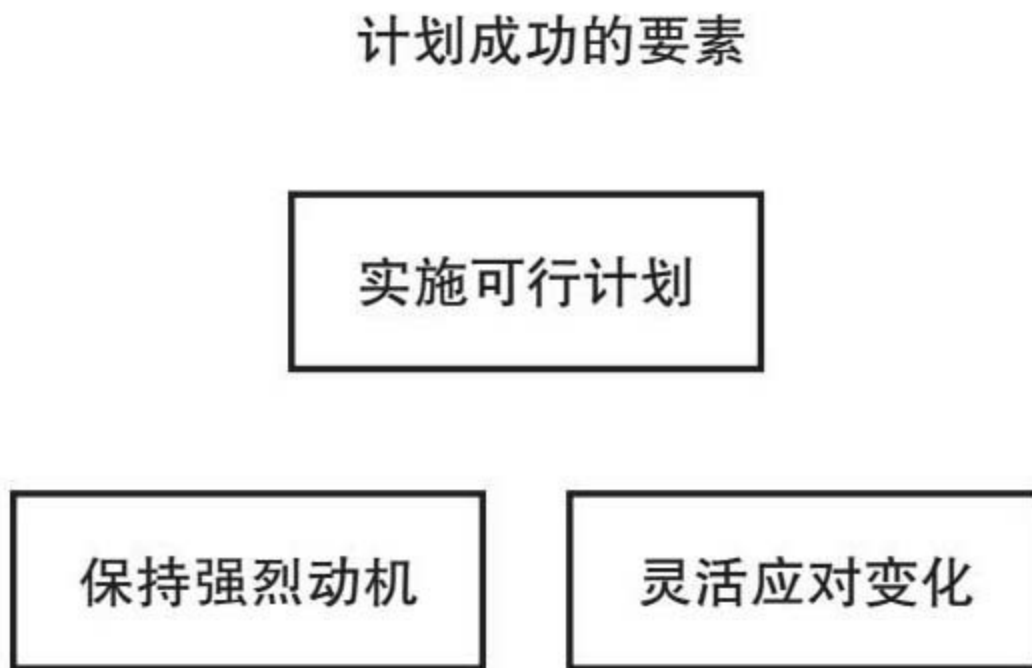 计划成功的要素
实施可行计划
保持强烈动机
灵活应对变化